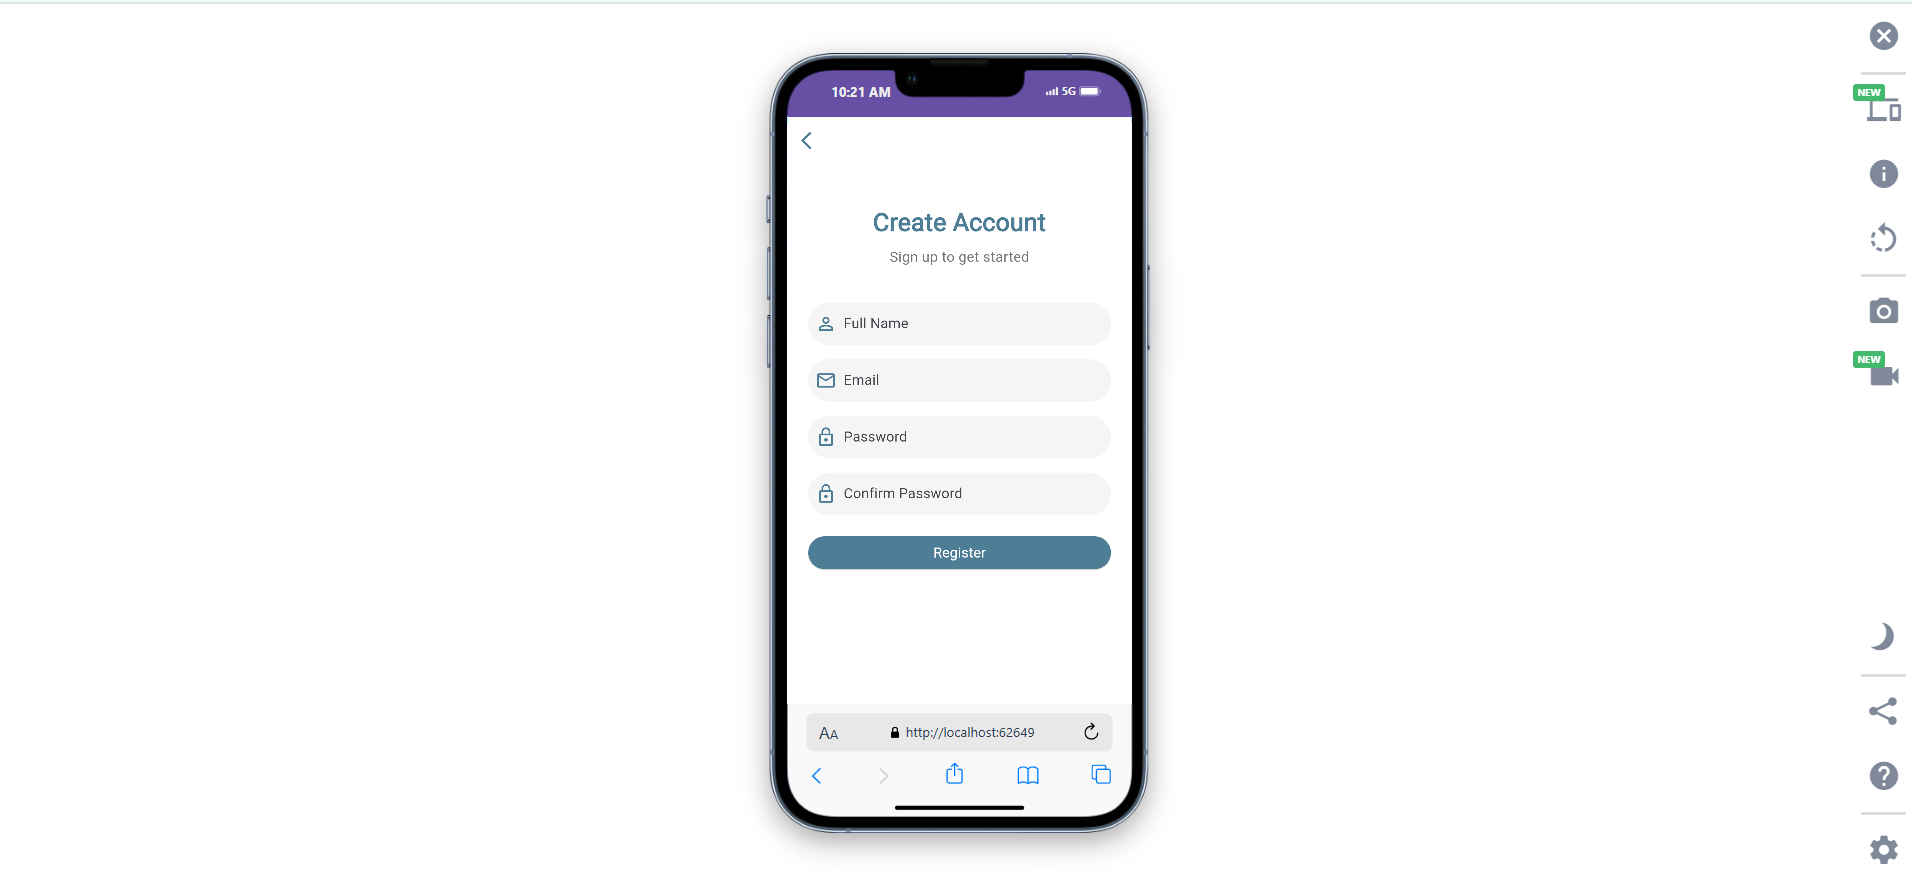 10:21 AM
5G
Create Account
Sign up to get started
Full Name
Email
Password
Confirm Password
Register
AA
http://localhost:62649
NEW
NEW